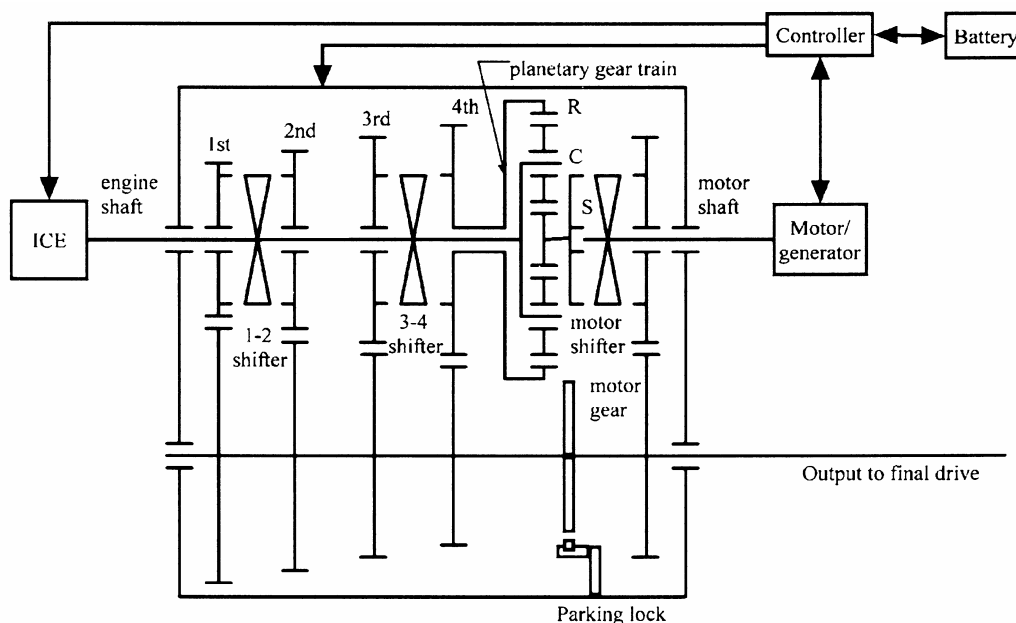 Controller
Battery
planetary gear train
4th
R
3rd
2nd
1st
C
engine
shaft
S
motor
shaft
ICE
Motor/
generator
1-2
shifter
3-4
shifter
motor
shifter
motor
gear
Output to final drive
Parking lock